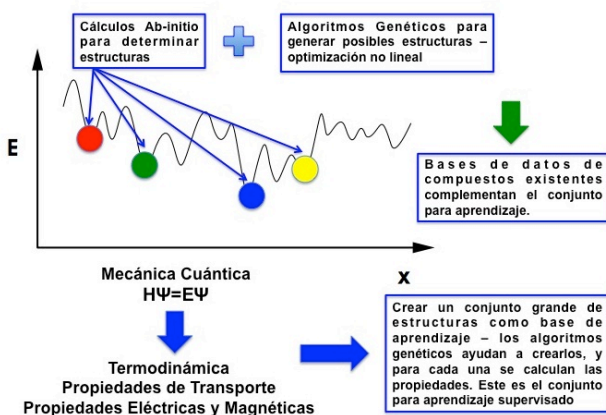 Cálculos Ab-initio
para determinar
estructuras
Algoritmos Genéticos para
generar posibles estructuras –
optimización no lineal
E
Bases de datos de
compuestos existentes
complementan el conjunto
para aprendizaje.
X
Mecánica Cuántica
HΨ=EΨ
Crear un conjunto grande de
estructuras como base de
aprendizaje – los algoritmos
genéticos ayudan a crearlos, y
para cada una se calculan las
propiedades. Este es el conjunto
para aprendizaje supervisado
Termodinámica
Propiedades de Transporte
Propiedades Eléctricas y Magnéticas